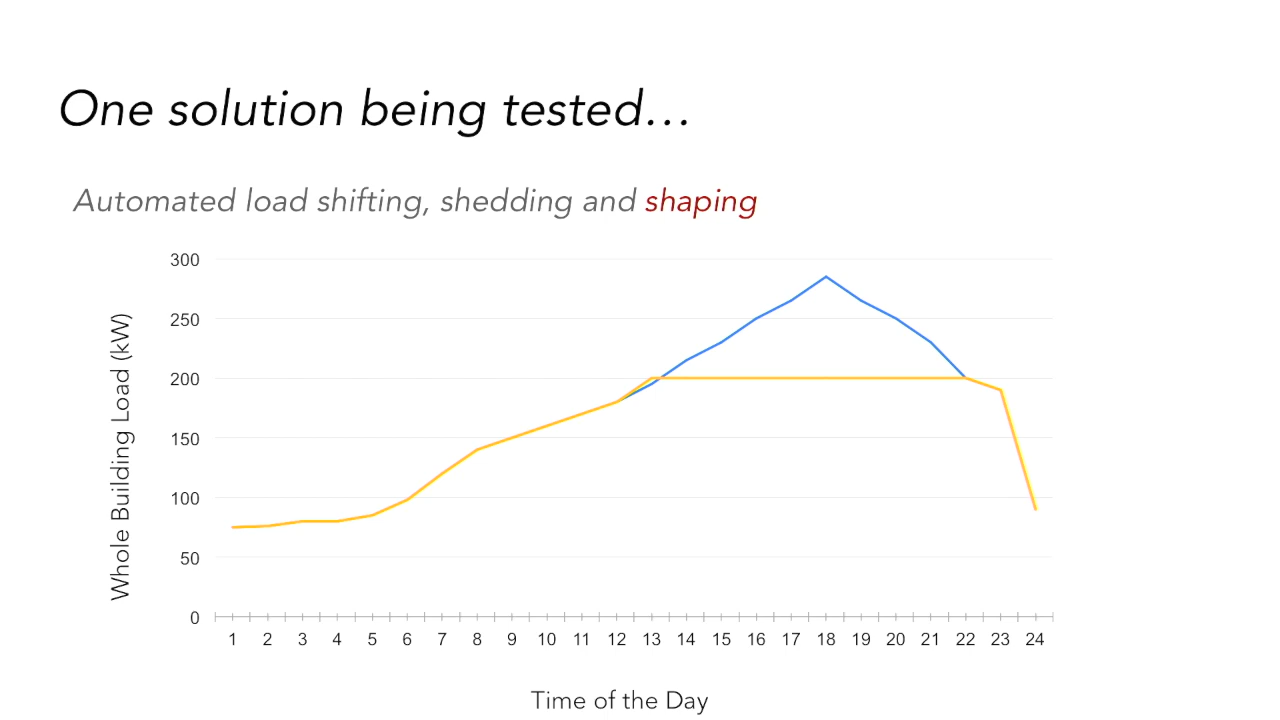 One solution being tested…
Automated load shifting, shedding and shaping
300
250
200
150
100
50
0
Whole Building Load (kW)
1 2 3 4 5 6 7 8 9 10 11 12 13 14 15 16 17 18 19 20 21 22 23 24
Time of the Day